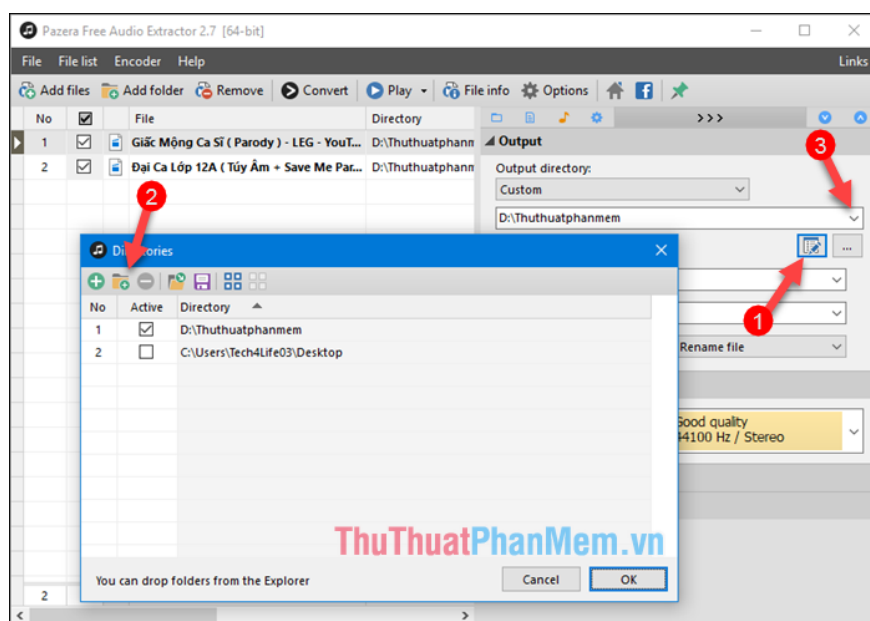 Pazera Free Audio Extractor 2.7 [64-bit]
File File list Encoder Help Links
Add files Add folder Remove Convert Play File info Options
No File Directory >>>
1 Giấc Mộng Ca Sĩ ( Parody ) - LEG - YouT... D:\Thuthuatphanm
2 Đại Ca Lớp 12A ( Túy Âm + Save Me Par... D:\Thuthuatphanm
Output
3
Output directory:
Custom
2
D:\Thuthuatphanmem
...
1
Directories
No Active Directory
1 D:\Thuthuatphanmem
2 C:\Users\Tech4Life03\Desktop
Rename file
Good quality
44100 Hz / Stereo
ThuThuatPhanMem.vn
You can drop folders from the Explorer
Cancel OK
2